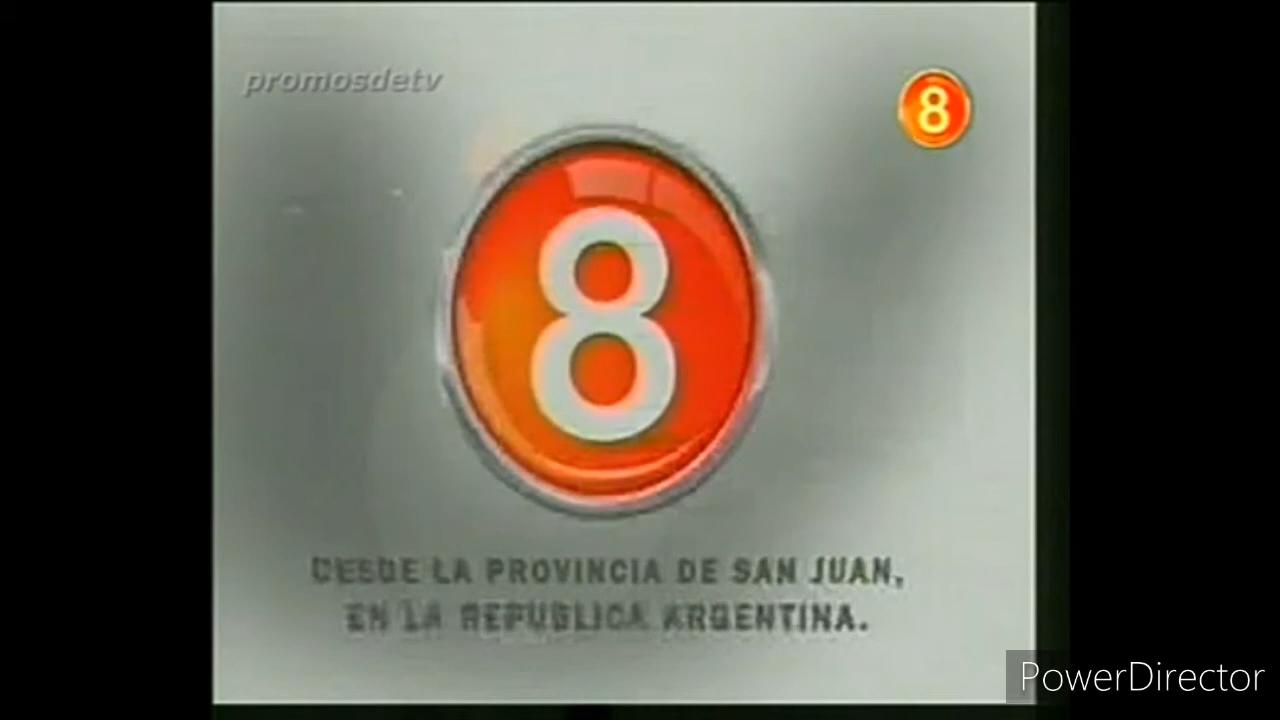 promosdetv
8
8
DESDE LA PROVINCIA DE SAN JUAN,
EN LA REPUBLICA ARGENTINA.
PowerDirector